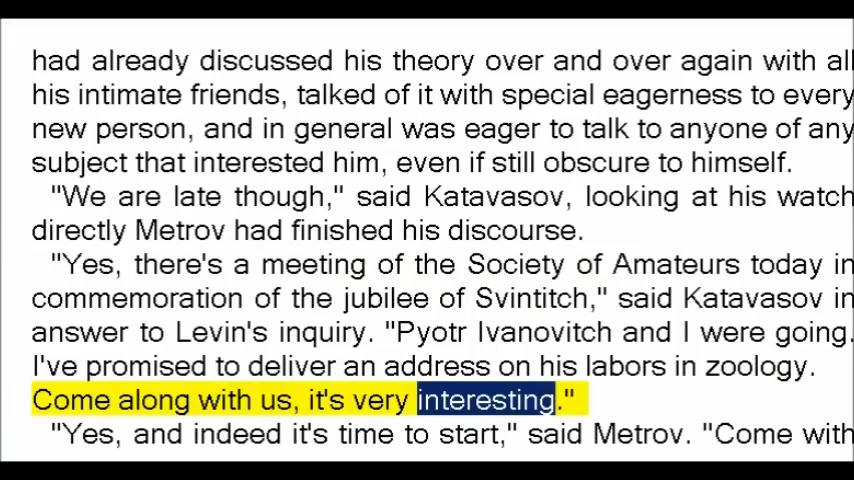 had already discussed his theory over and over again with all
his intimate friends, talked of it with special eagerness to every
new person, and in general was eager to talk to anyone of any
subject that interested him, even if still obscure to himself.
"We are late though," said Katavasov, looking at his watch
directly Metrov had finished his discourse.
"Yes, there's a meeting of the Society of Amateurs today in
commemoration of the jubilee of Svintitch," said Katavasov in
answer to Levin's inquiry. "Pyotr Ivanovitch and I were going.
I've promised to deliver an address on his labors in zoology.
Come along with us, it's very interesting."
"Yes, and indeed it's time to start," said Metrov. "Come with